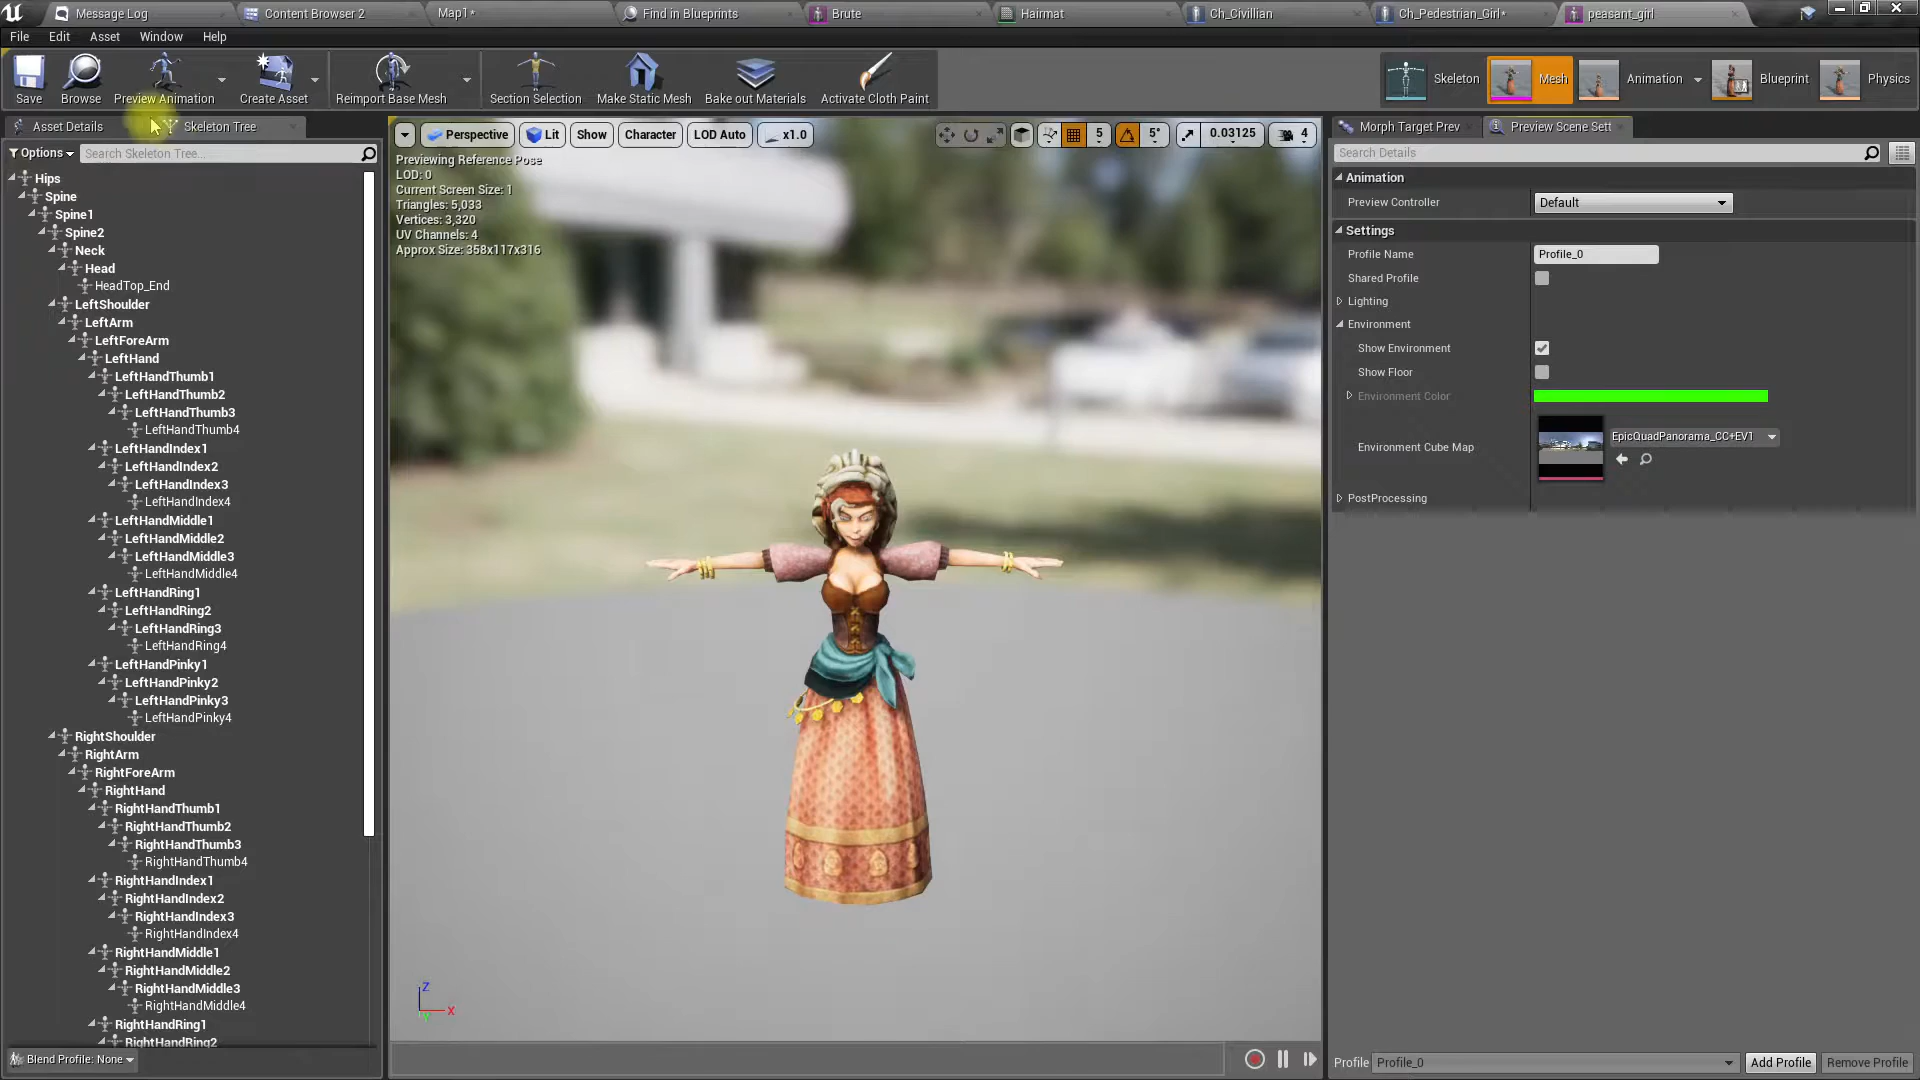 Message Log
Content Browser 2
Map1*
Find in Blueprints
Brute
Hairmat
Ch_Civillian
Ch_Pedestrian_Girl*
peasant_girl
File Edit Asset Window Help
Save
Browse
Preview Animation
Create Asset
Reimport Base Mesh
Section Selection
Make Static Mesh
Bake out Materials
Activate Cloth Paint
Skeleton
Mesh
Animation
Blueprint
Physics
Asset Details
Skeleton Tree
Options
Search Skeleton Tree...
Hips
Spine
Spine1
Spine2
Neck
Head
HeadTop_End
LeftShoulder
LeftArm
LeftForeArm
LeftHand
LeftHandThumb1
LeftHandThumb2
LeftHandThumb3
LeftHandThumb4
LeftHandIndex1
LeftHandIndex2
LeftHandIndex3
LeftHandIndex4
LeftHandMiddle1
LeftHandMiddle2
LeftHandMiddle3
LeftHandMiddle4
LeftHandRing1
LeftHandRing2
LeftHandRing3
LeftHandRing4
LeftHandPinky1
LeftHandPinky2
LeftHandPinky3
LeftHandPinky4
RightShoulder
RightArm
RightForeArm
RightHand
RightHandThumb1
RightHandThumb2
RightHandThumb3
RightHandThumb4
RightHandIndex1
RightHandIndex2
RightHandIndex3
RightHandIndex4
RightHandMiddle1
RightHandMiddle2
RightHandMiddle3
RightHandMiddle4
RightHandRing1
RightHandRing2
Blend Profile: None
Perspective
Lit
Show
Character
LOD Auto
x1.0
5
5°
0.03125
4
Previewing Reference Pose
LOD: 0
Current Screen Size: 1
Triangles: 5,033
Vertices: 3,320
UV Channels: 4
Approx Size: 358x117x316
Z
X
Y
Morph Target Prev
Preview Scene Sett
Search Details
Animation
Preview Controller
Default
Settings
Profile Name
Profile_0
Shared Profile
Lighting
Environment
Show Environment
Show Floor
Environment Color
Environment Cube Map
EpicQuadPanorama_CC+EV1
PostProcessing
Profile
Profile_0
Add Profile
Remove Profile